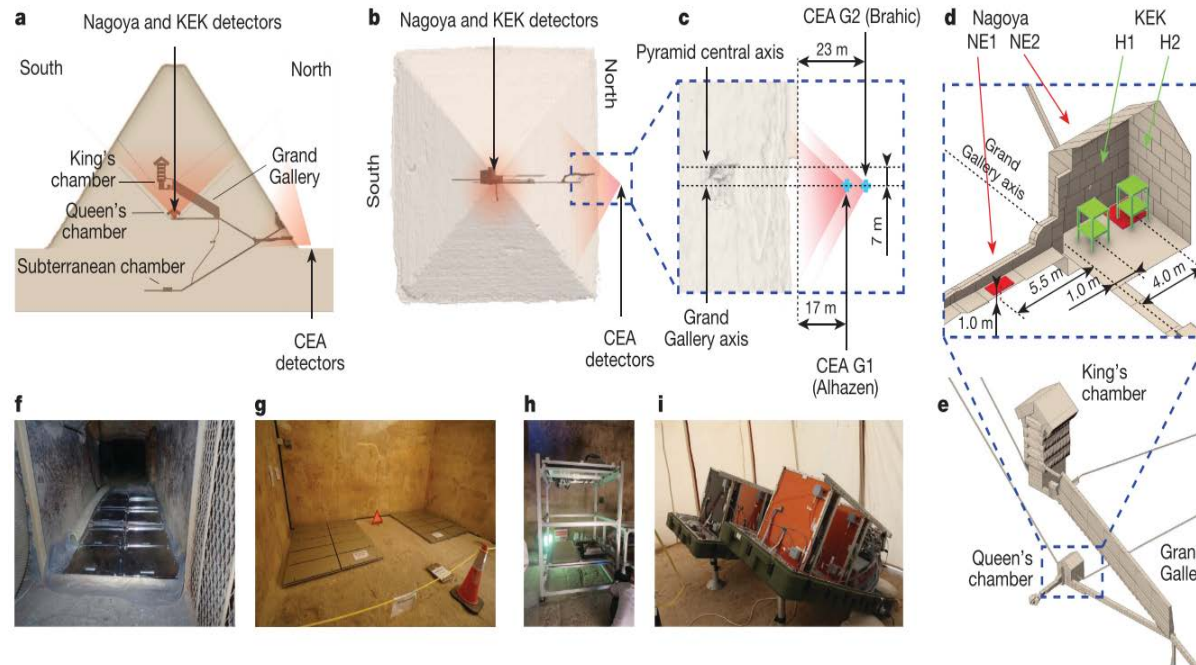 a
Nagoya and KEK detectors
South
North
King's
chamber
Grand
Gallery
Queen's
chamber
Subterranean chamber
CEA
detectors
b
Nagoya and KEK detectors
North
South
CEA
detectors
c
CEA G2 (Brahic)
23 m
Pyramid central axis
7 m
17 m
Grand
Gallery axis
CEA G1
(Alhazen)
d
Nagoya
NE1 NE2
KEK
H1 H2
Grand
Gallery axis
5.5 m
1.0 m
4.0 m
1.0 m
e
King's
chamber
Queen's
chamber
Gran
Galle
f
g
h
i